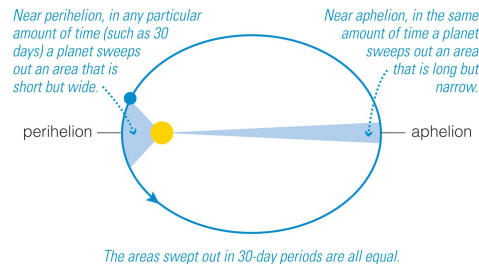 Near perihelion, in any particular
amount of time (such as 30
days) a planet sweeps
out an area that is
short but wide.
Near aphelion, in the same
amount of time a planet
sweeps out an area
that is long but
narrow.
perihelion
aphelion
The areas swept out in 30-day periods are all equal.